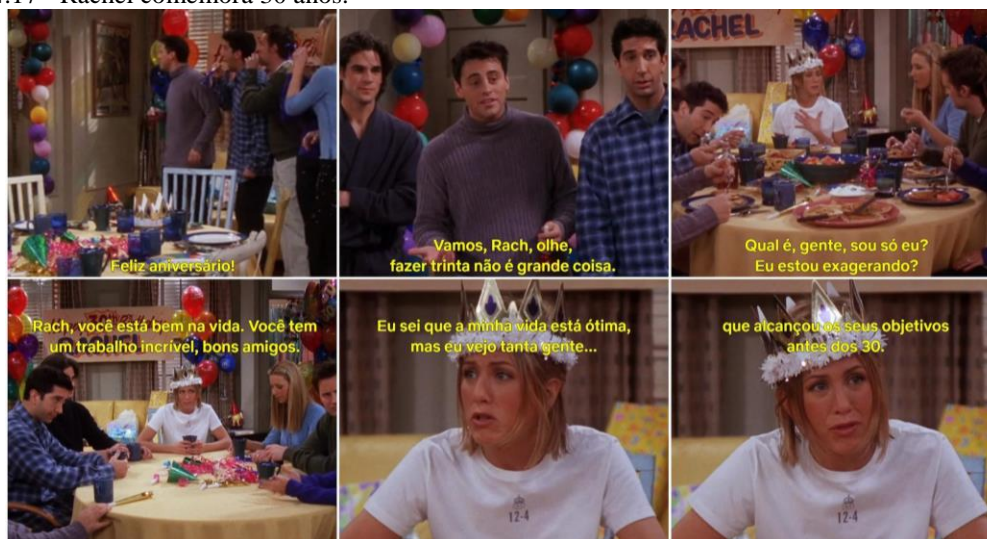 .17 - Rachel comemora 30 anos.
Feliz aniversário!
Vamos, Rach, olhe,
fazer trinta não é grande coisa.
RACHEL
Qual é, gente, sou só eu?
Eu estou exagerando?
Rach, você está bem na vida. Você tem
um trabalho incrível, bons amigos.
Eu sei que a minha vida está ótima,
mas eu vejo tanta gente...
12-4
que alcançou os seus objetivos
antes dos 30.
12-4